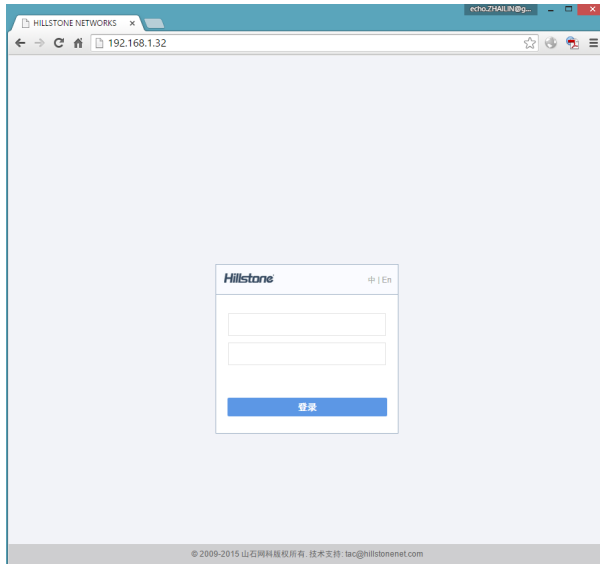 HILLSTONE NETWORKS
echo.ZHAILIN@g...
192.168.1.32
Hillstone
中 | En
登录
© 2009-2015 山石网科版权所有. 技术支持: tac@hillstonenet.com